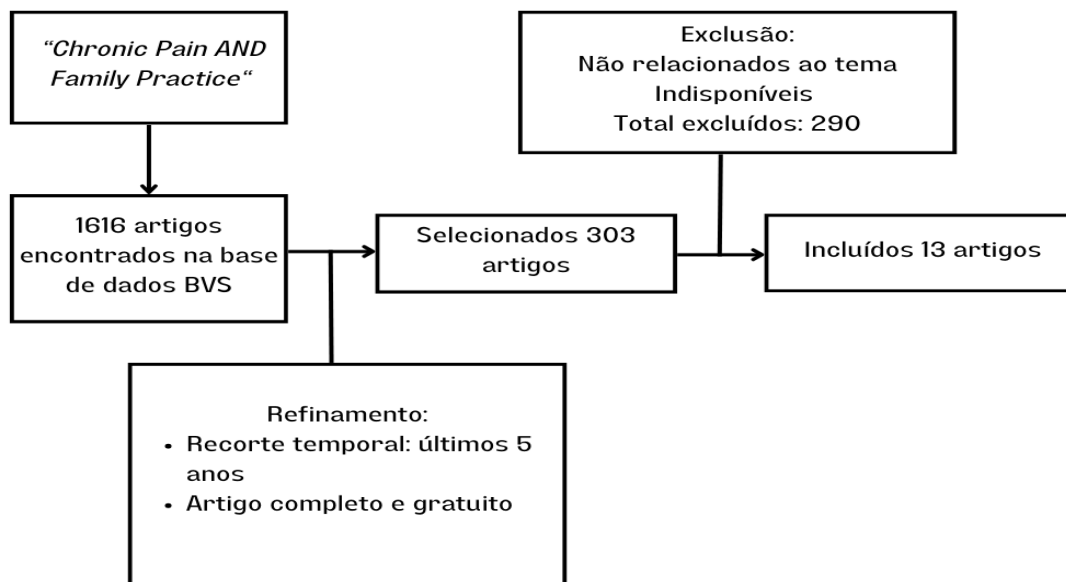 “Chronic Pain AND
Family Practice“
Exclusão:
Não relacionados ao tema
Indisponíveis
Total excluídos: 290
1616 artigos
encontrados na base
de dados BVS
Selecionados 303
artigos
Incluídos 13 artigos
Refinamento:
• Recorte temporal: últimos 5
anos
• Artigo completo e gratuito